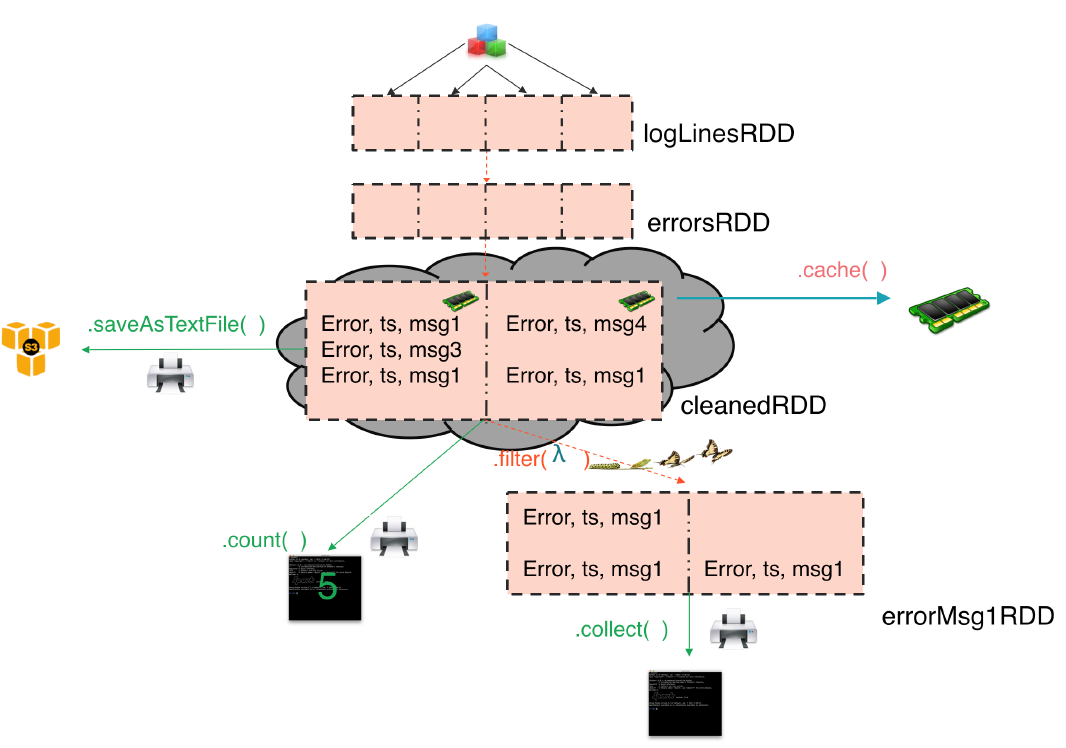 logLinesRDD
errorsRDD
.cache( )
.saveAsTextFile( )
S3
Error, ts, msg1
Error, ts, msg3
Error, ts, msg1
Error, ts, msg4
Error, ts, msg1
cleanedRDD
.filter( λ )
.count( )
5
Error, ts, msg1
Error, ts, msg1
Error, ts, msg1
errorMsg1RDD
.collect( )